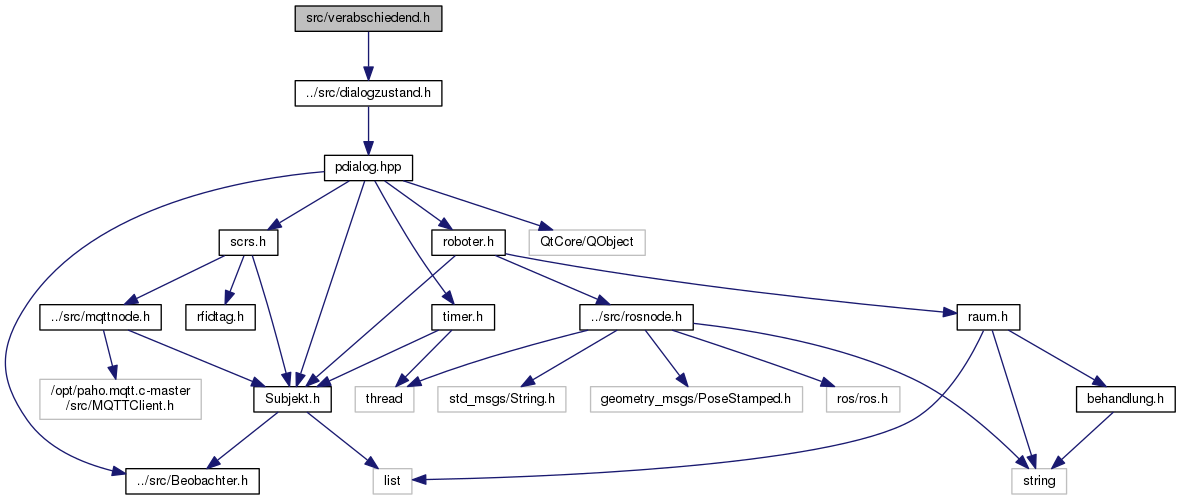 src/verabschiedend.h
../src/dialogzustand.h
pdialog.hpp
scrs.h
roboter.h
QtCore/QObject
../src/mqttnode.h
rfidtag.h
timer.h
../src/rosnode.h
raum.h
/opt/paho.mqtt.c-master
/src/MQTTClient.h
Subjekt.h
thread
std_msgs/String.h
geometry_msgs/PoseStamped.h
ros/ros.h
behandlung.h
../src/Beobachter.h
list
string